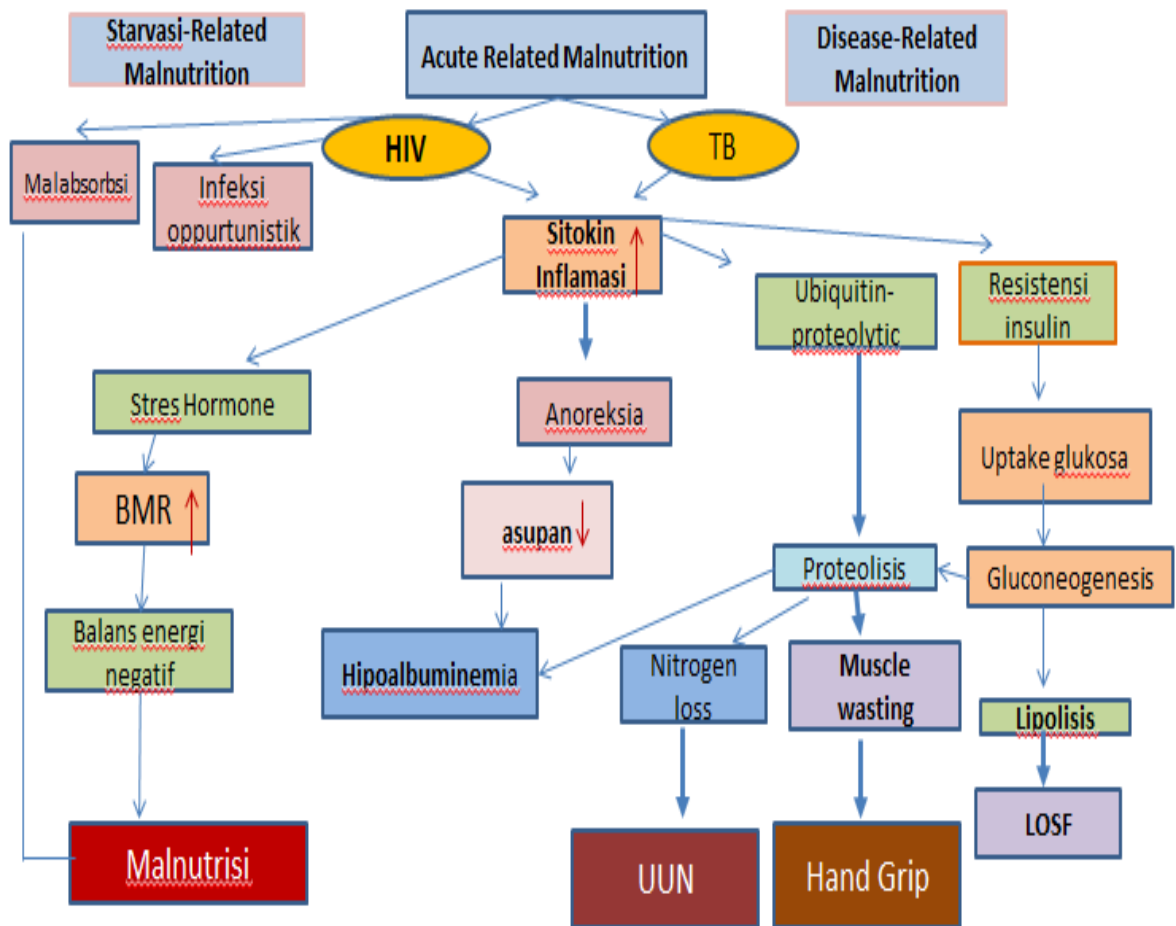 Starvasi-Related
Malnutrition
Acute Related Malnutrition
Disease-Related
Malnutrition
HIV
TB
Malabsorbsi
Infeksi
oppurtunistik
Sitokin
Inflamasi
Ubiquitin-
proteolytic
Resistensi
insulin
Stres Hormone
Anoreksia
Uptake glukosa
BMR
asupan
Proteolisis
Gluconeogenesis
Balans energi
negatif
Hipoalbuminemia
Nitrogen
loss
Muscle
wasting
Lipolisis
LOSF
Malnutrisi
UUN
Hand Grip